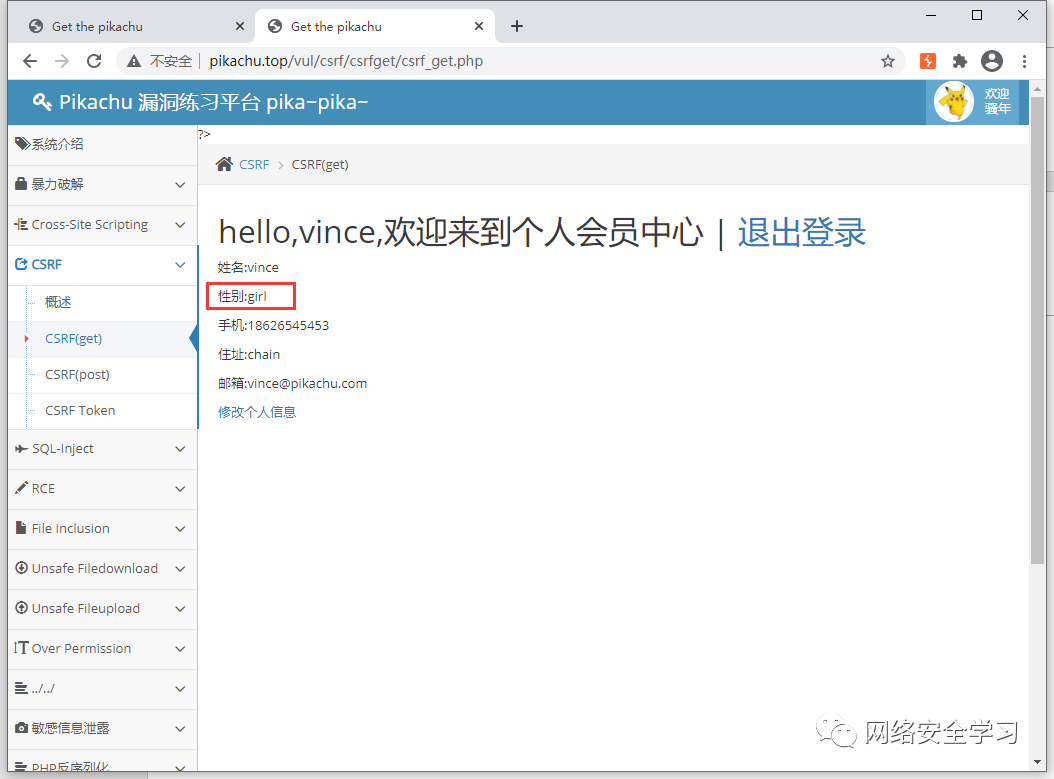 Get the pikachu
Get the pikachu
不安全 | pikachu.top/vul/csrf/csrfget/csrf_get.php
Pikachu 漏洞练习平台 pika~pika~
欢迎
骚年
系统介绍
暴力破解
Cross-Site Scripting
CSRF
概述
CSRF(get)
CSRF(post)
CSRF Token
SQL-Inject
RCE
File Inclusion
Unsafe Filedownload
Unsafe Fileupload
Over Permission
../../
敏感信息泄露
PHP反序列化
?>
CSRF > CSRF(get)
hello,vince,欢迎来到个人会员中心 | 退出登录
姓名:vince
性别:girl
手机:18626545453
住址:chain
邮箱:vince@pikachu.com
修改个人信息
网络安全学习